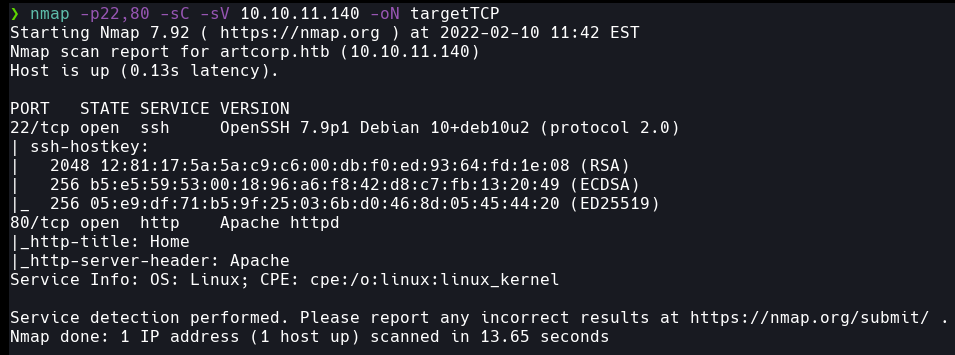 ❯ nmap -p22,80 -sC -sV 10.10.11.140 -oN targetTCP
Starting Nmap 7.92 ( https://nmap.org ) at 2022-02-10 11:42 EST
Nmap scan report for artcorp.htb (10.10.11.140)
Host is up (0.13s latency).

PORT   STATE SERVICE VERSION
22/tcp open  ssh     OpenSSH 7.9p1 Debian 10+deb10u2 (protocol 2.0)
| ssh-hostkey:
|   2048 12:81:17:5a:5a:c9:c6:00:db:f0:ed:93:64:fd:1e:08 (RSA)
|   256 b5:e5:59:53:00:18:96:a6:f8:42:d8:c7:fb:13:20:49 (ECDSA)
|_  256 05:e9:df:71:b5:9f:25:03:6b:d0:46:8d:05:45:44:20 (ED25519)
80/tcp open  http    Apache httpd
|_http-title: Home
|_http-server-header: Apache
Service Info: OS: Linux; CPE: cpe:/o:linux:linux_kernel

Service detection performed. Please report any incorrect results at https://nmap.org/submit/ .
Nmap done: 1 IP address (1 host up) scanned in 13.65 seconds